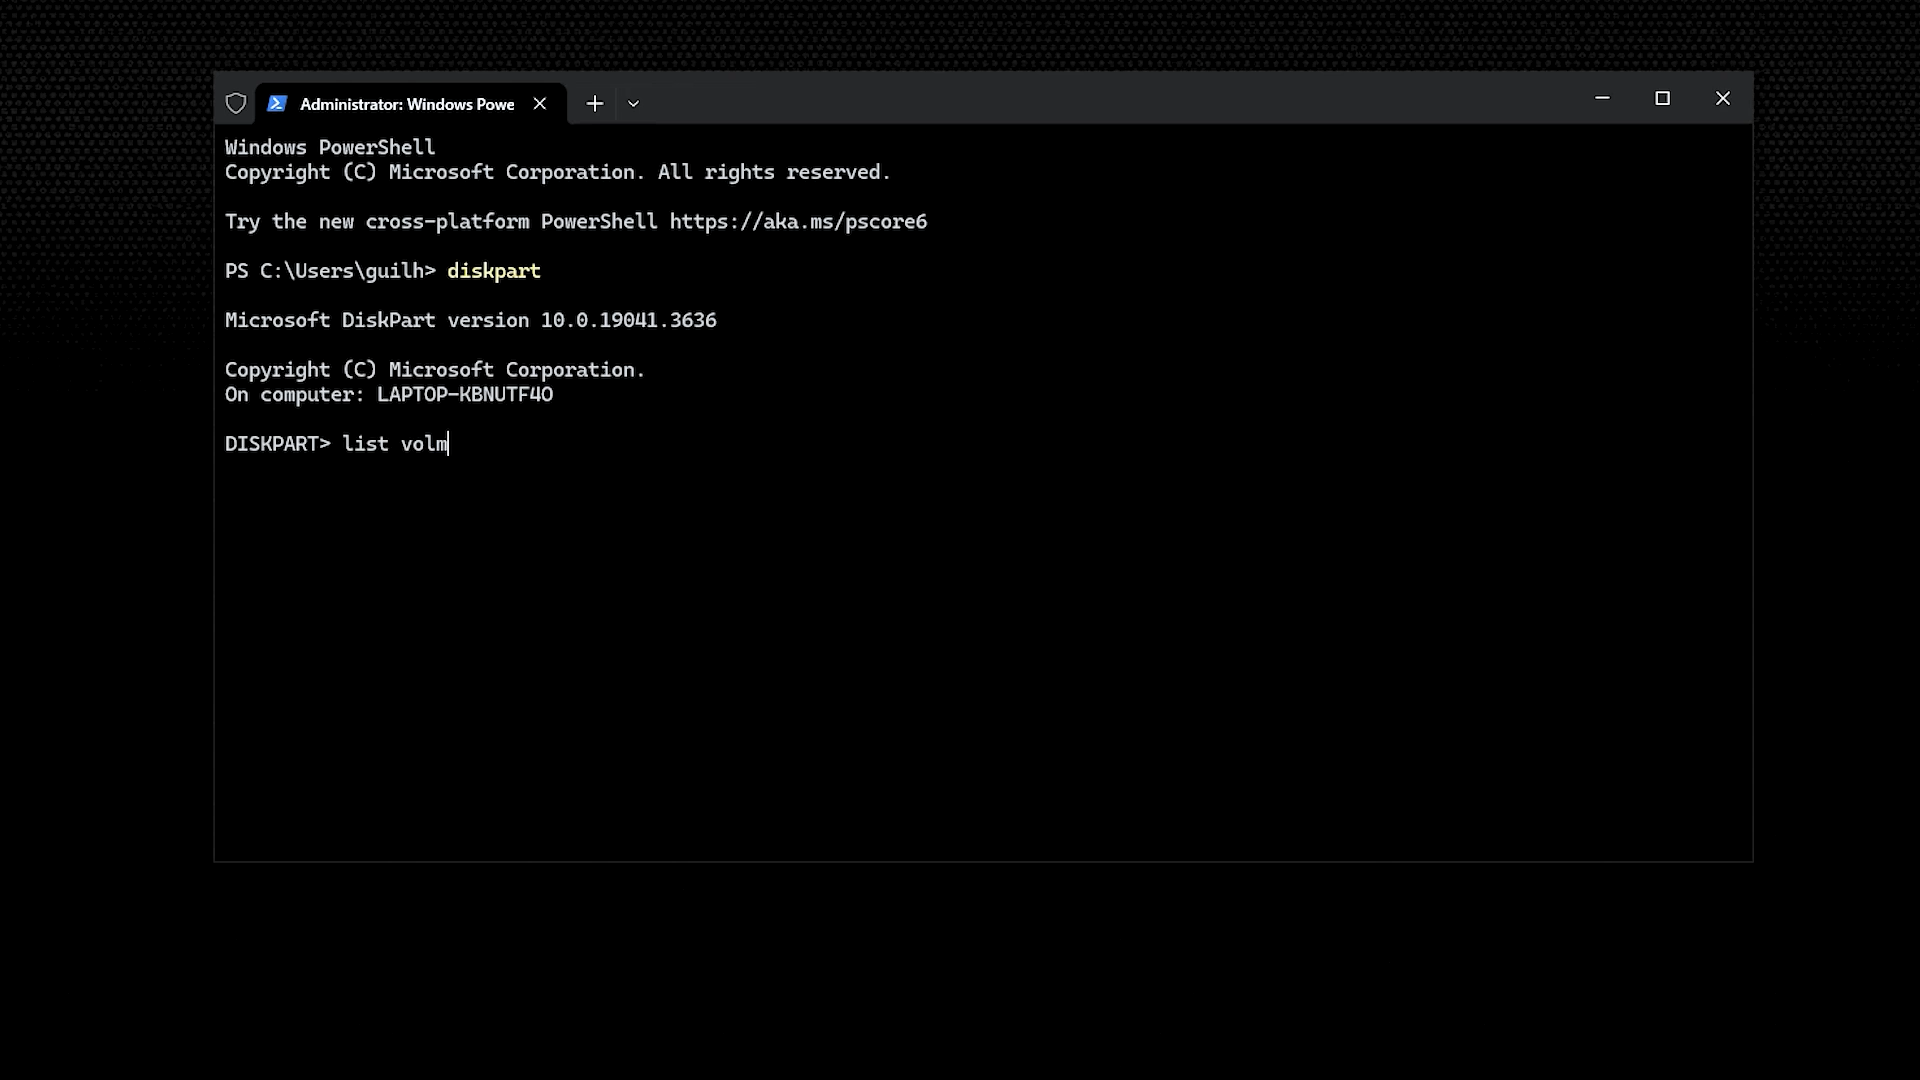 Administrator: Windows Powe
Windows PowerShell
Copyright (C) Microsoft Corporation. All rights reserved.
Try the new cross-platform PowerShell https://aka.ms/pscore6
PS C:\Users\guilh> diskpart
Microsoft DiskPart version 10.0.19041.3636
Copyright (C) Microsoft Corporation.
On computer: LAPTOP-KBNUTF4O
DISKPART> list volm